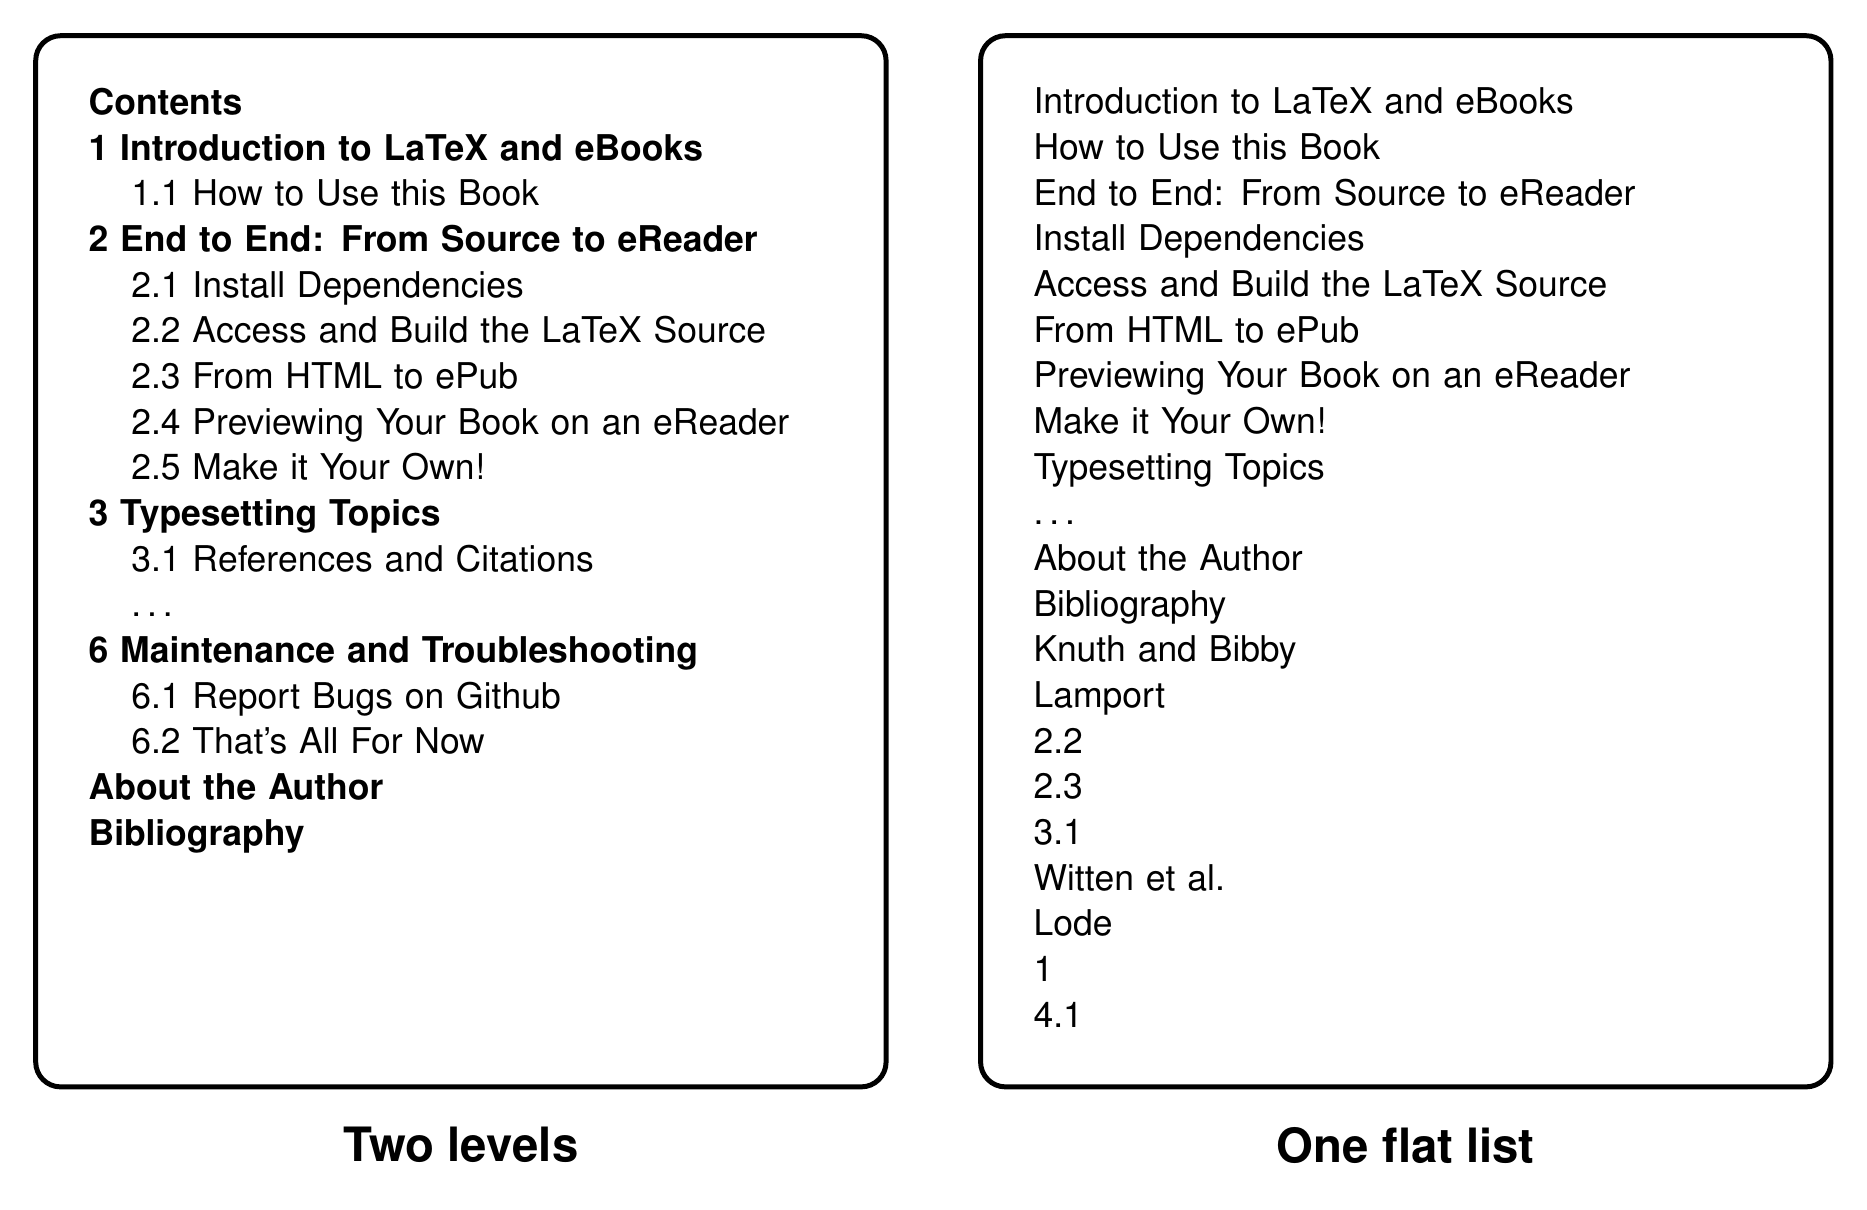 Contents
1 Introduction to LaTeX and eBooks
1.1 How to Use this Book
2 End to End: From Source to eReader
2.1 Install Dependencies
2.2 Access and Build the LaTeX Source
2.3 From HTML to ePub
2.4 Previewing Your Book on an eReader
2.5 Make it Your Own!
3 Typesetting Topics
3.1 References and Citations
...
6 Maintenance and Troubleshooting
6.1 Report Bugs on Github
6.2 That's All For Now
About the Author
Bibliography
Two levels
Introduction to LaTeX and eBooks
How to Use this Book
End to End: From Source to eReader
Install Dependencies
Access and Build the LaTeX Source
From HTML to ePub
Previewing Your Book on an eReader
Make it Your Own!
Typesetting Topics
...
About the Author
Bibliography
Knuth and Bibby
Lamport
2.2
2.3
3.1
Witten et al.
Lode
1
4.1
One flat list